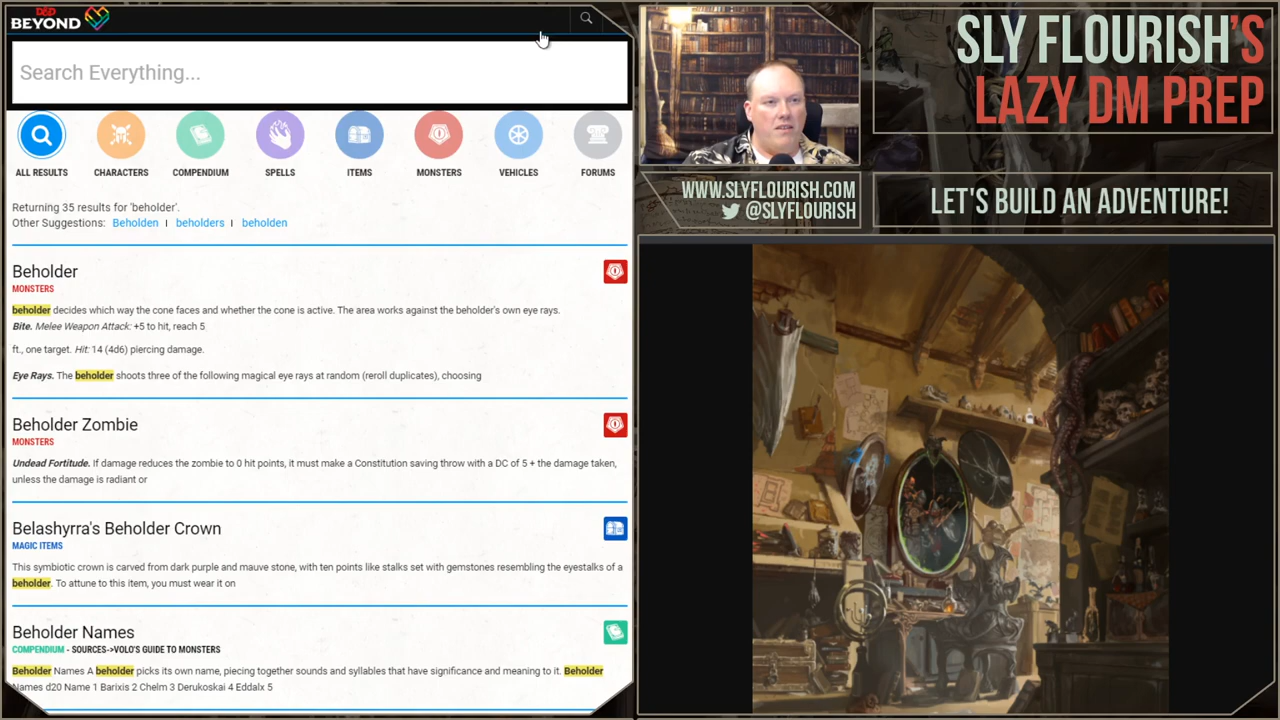 D&D
BEYOND
Search Everything...
ALL RESULTS
CHARACTERS
COMPENDIUM
SPELLS
ITEMS
MONSTERS
VEHICLES
FORUMS
Returning 35 results for 'beholder'.
Other Suggestions: Beholden | beholders | beholden
Beholder
MONSTERS
beholder decides which way the cone faces and whether the cone is active. The area works against the beholder's own eye rays.
Bite. Melee Weapon Attack: +5 to hit, reach 5
ft., one target. Hit: 14 (4d6) piercing damage.
Eye Rays. The beholder shoots three of the following magical eye rays at random (reroll duplicates), choosing
Beholder Zombie
MONSTERS
Undead Fortitude. If damage reduces the zombie to 0 hit points, it must make a Constitution saving throw with a DC of 5 + the damage taken,
unless the damage is radiant or
Belashyrra's Beholder Crown
MAGIC ITEMS
This symbiotic crown is carved from dark purple and mauve stone, with ten points like stalks set with gemstones resembling the eyestalks of a
beholder. To attune to this item, you must wear it on
Beholder Names
COMPENDIUM - SOURCES->VOLO'S GUIDE TO MONSTERS
Beholder Names A beholder picks its own name, piecing together sounds and syllables that have significance and meaning to it. Beholder
Names d20 Name 1 Barixis 2 Chelm 3 Derukoskai 4 Eddalx 5
SLY FLOURISH'S
LAZY DM PREP
WWW.SLYFLOURISH.COM
@SLYFLOURISH
LET'S BUILD AN ADVENTURE!